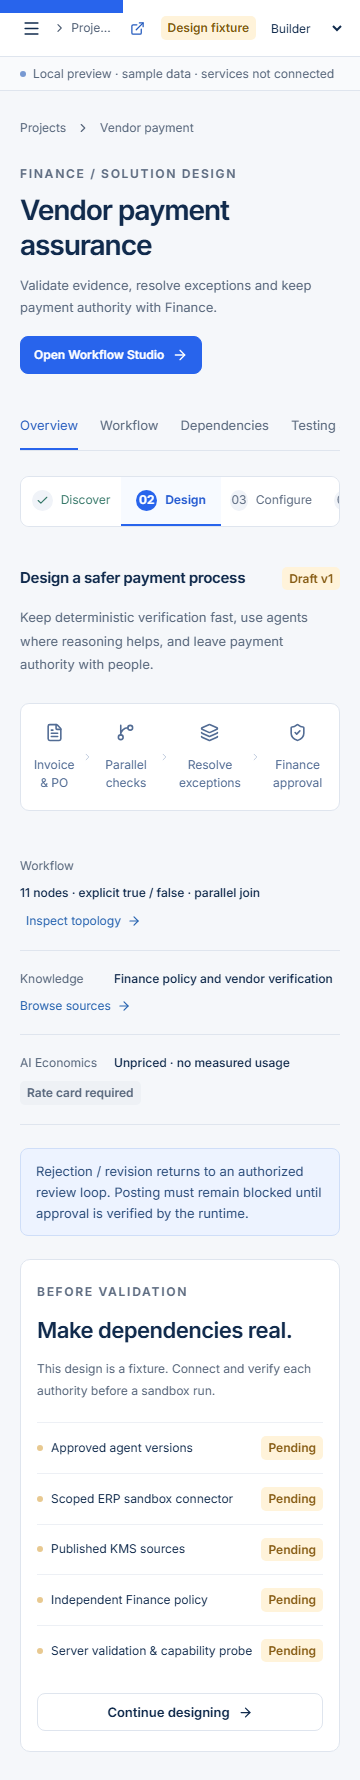 Proje...
Design fixture
Builder
Local preview · sample data · services not connected
Projects
Vendor payment
FINANCE / SOLUTION DESIGN
Vendor payment
assurance
Validate evidence, resolve exceptions and keep
payment authority with Finance.
Open Workflow Studio
Overview
Workflow
Dependencies
Testing
Discover
02 Design
03 Configure
Design a safer payment process
Draft v1
Keep deterministic verification fast, use agents
where reasoning helps, and leave payment
authority with people.
Invoice
& PO
Parallel
checks
Resolve
exceptions
Finance
approval
Workflow
11 nodes · explicit true / false · parallel join
Inspect topology
Knowledge
Finance policy and vendor verification
Browse sources
AI Economics
Unpriced · no measured usage
Rate card required
Rejection / revision returns to an authorized
review loop. Posting must remain blocked until
approval is verified by the runtime.
BEFORE VALIDATION
Make dependencies real.
This design is a fixture. Connect and verify each
authority before a sandbox run.
Approved agent versions
Pending
Scoped ERP sandbox connector
Pending
Published KMS sources
Pending
Independent Finance policy
Pending
Server validation & capability probe
Pending
Continue designing